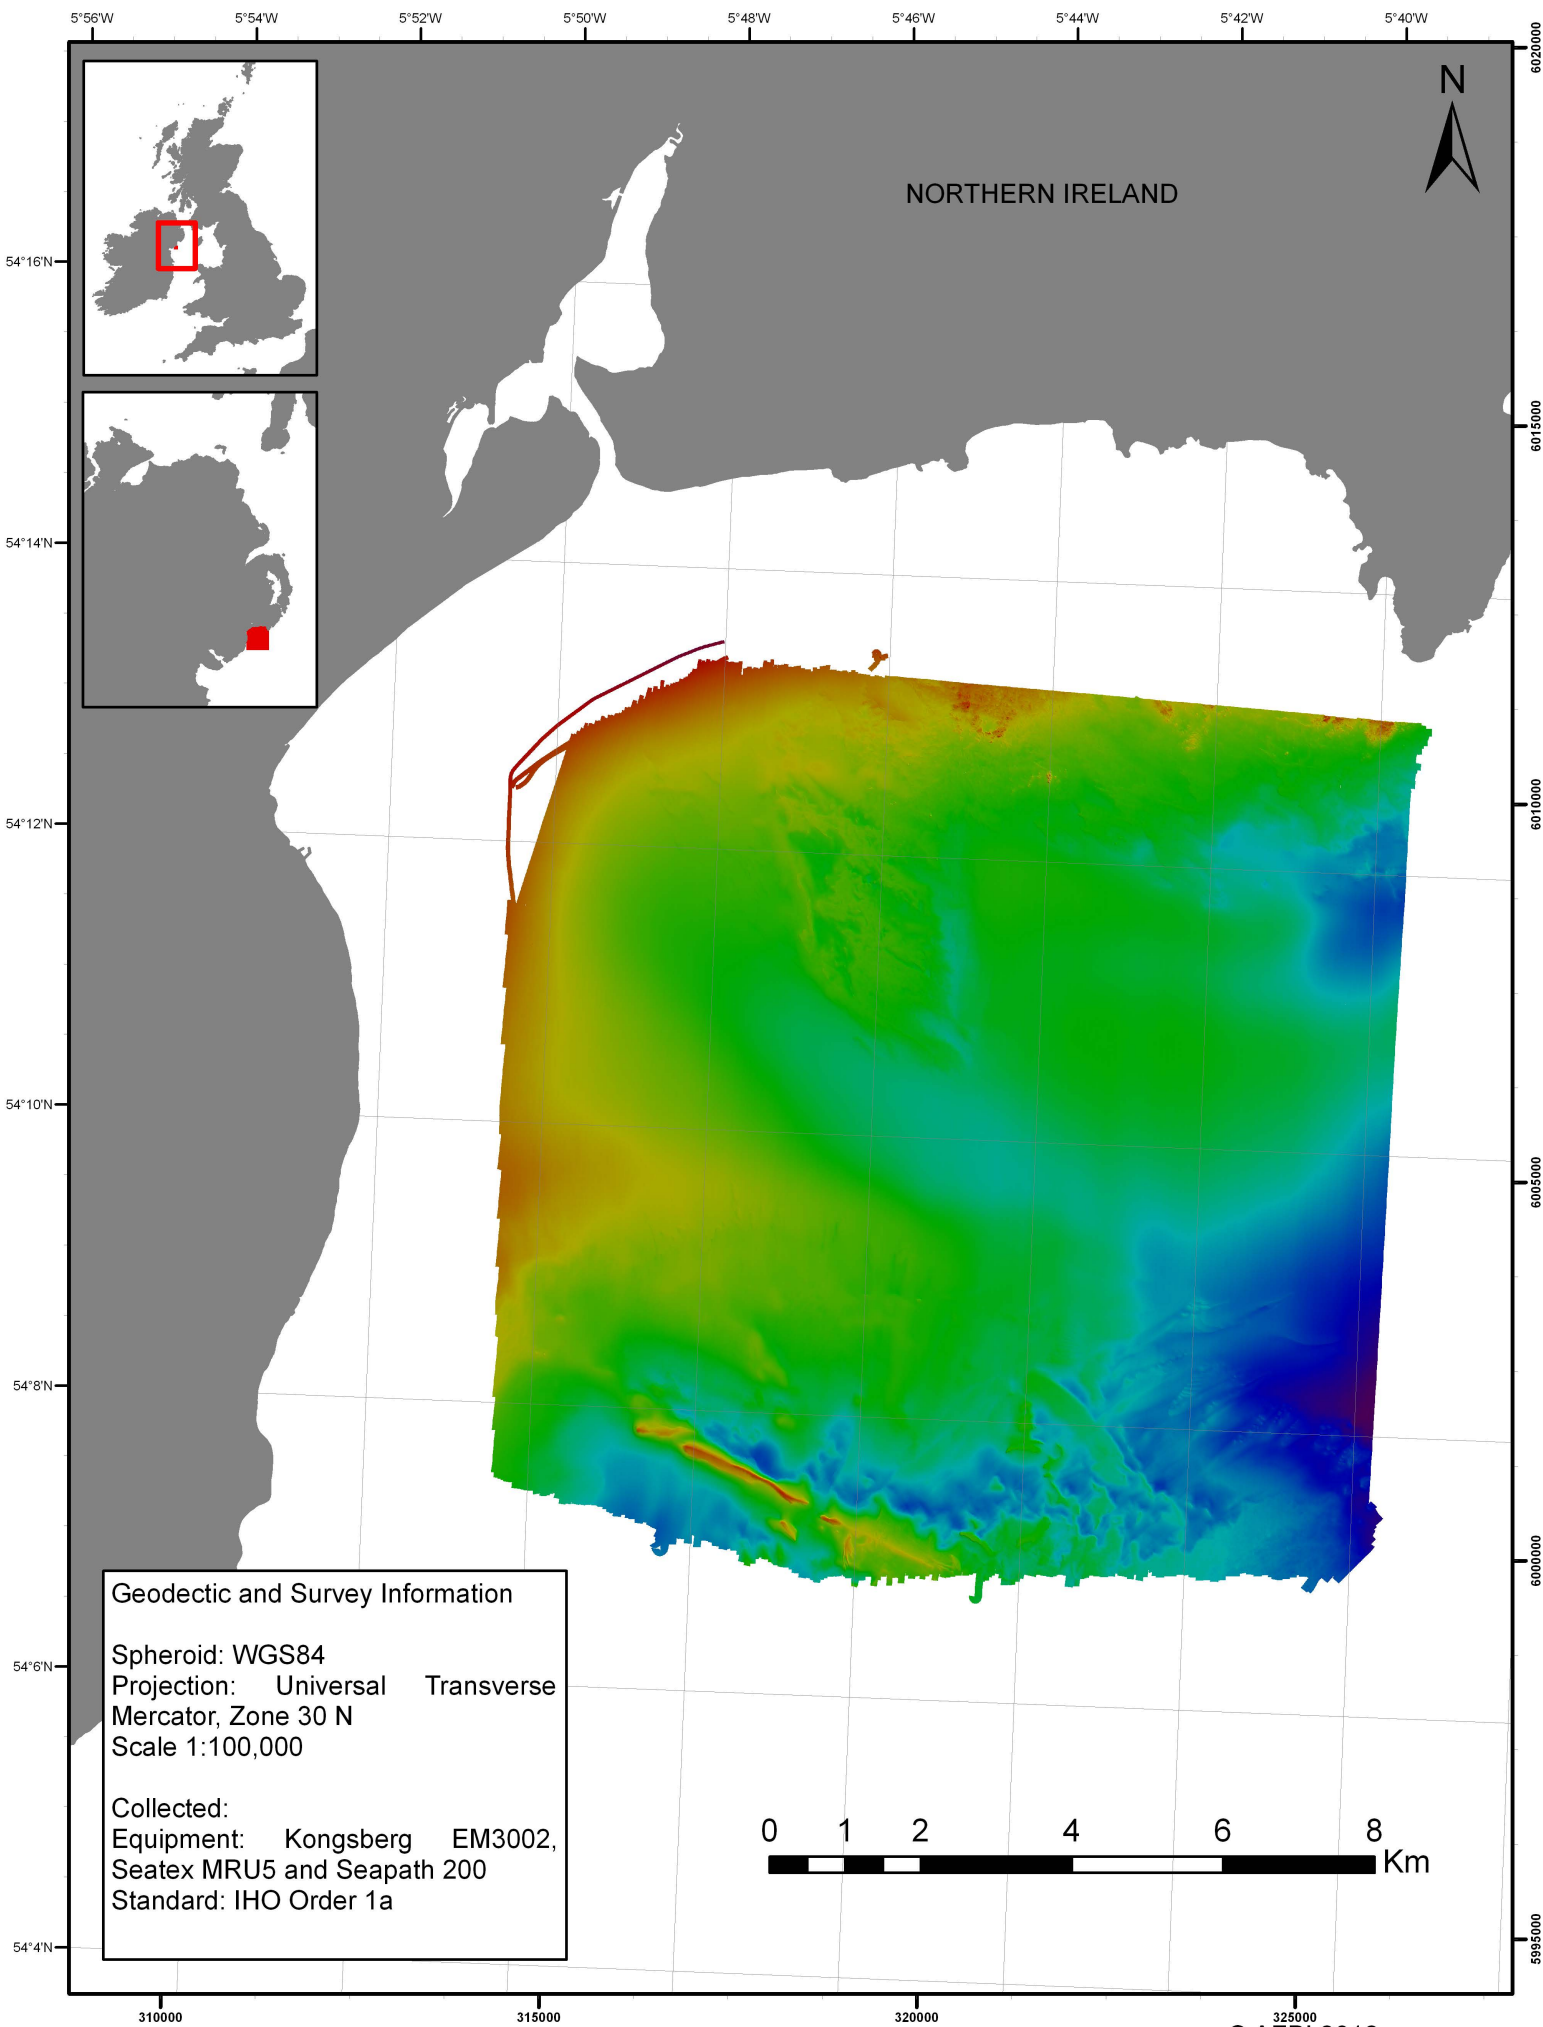 5°56'W 5°54'W 5°52'W 5°50'W 5°48'W 5°46'W 5°44'W 5°42'W 5°40'W
6020000
N
NORTHERN IRELAND
54°16'N
6015000
54°14'N
6010000
54°12'N
54°10'N
6005000
54°8'N
6000000
54°6'N
54°4'N
5995000
Geodectic and Survey Information
Spheroid: WGS84
Projection: Universal Transverse
Mercator, Zone 30 N
Scale 1:100,000
Collected:
Equipment: Kongsberg EM3002,
Seatex MRU5 and Seapath 200
Standard: IHO Order 1a
0 1 2 4 6 8
Km
310000 315000 320000 325000